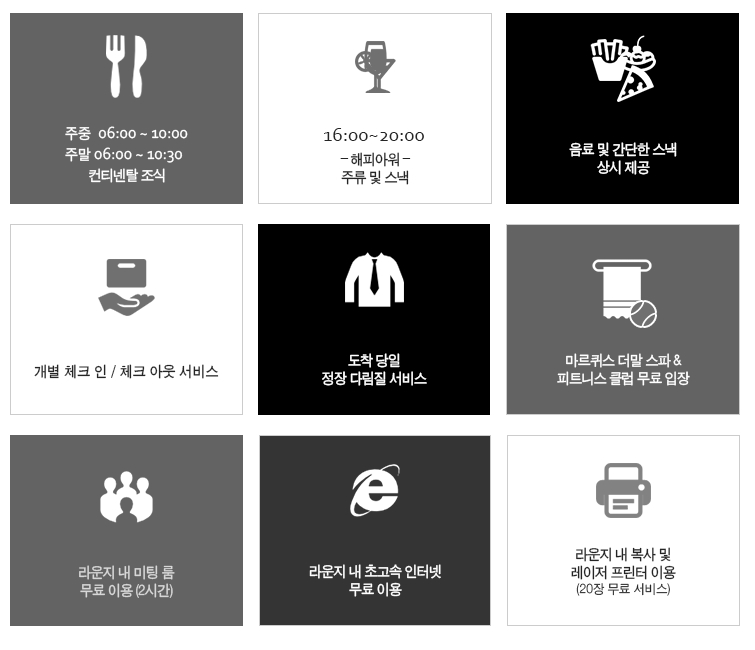 주중 06:00 ~ 10:00
주말 06:00 ~ 10:30
컨티넨탈 조식
16:00~20:00
– 해피아워 –
주류 및 스낵
음료 및 간단한 스낵
상시 제공
개별 체크 인 / 체크 아웃 서비스
도착 당일
정장 다림질 서비스
마르퀴스 더말 스파 &
피트니스 클럽 무료 입장
라운지 내 미팅 룸
무료 이용 (2시간)
라운지 내 초고속 인터넷
무료 이용
라운지 내 복사 및
레이저 프린터 이용
(20장 무료 서비스)